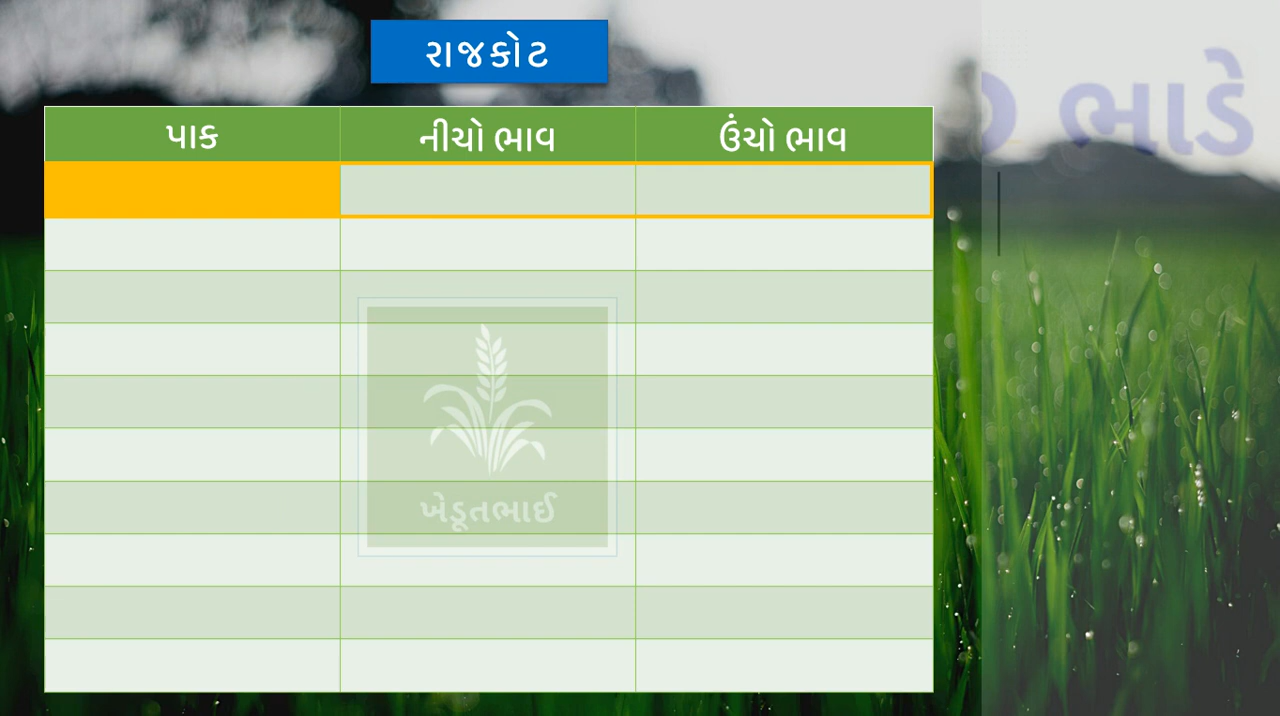 રાજકોટ
પાક નીચો ભાવ ઉંચો ભાવ
ખેડૂતભાઈ
ભાડે